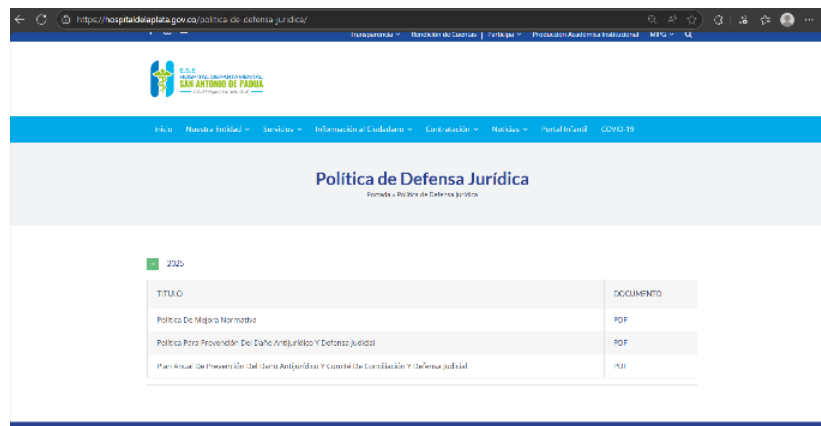 https://hospitaldelaplata.gov.co/politica-de-defensa-juridica/
Transparencia Rendición de Cuentas | Participa Producción Académica Institucional MIPG
E.S.E
HOSPITAL DEPARTAMENTAL
SAN ANTONIO DE PADUA
Inicio Nuestra Entidad Servicios Información al Ciudadano Contratación Noticias Portal Infantil COVID-19
Política de Defensa Jurídica
Portada » Política de Defensa Jurídica
2025
TITULO DOCUMENTO
Política De Mejora Normativa PDF
Política Para Prevención Del Daño Antijurídico Y Defensa Judicial PDF
Plan Anual De Prevención Del Daño Antijurídico Y Comité De Conciliación Y Defensa Judicial PDF